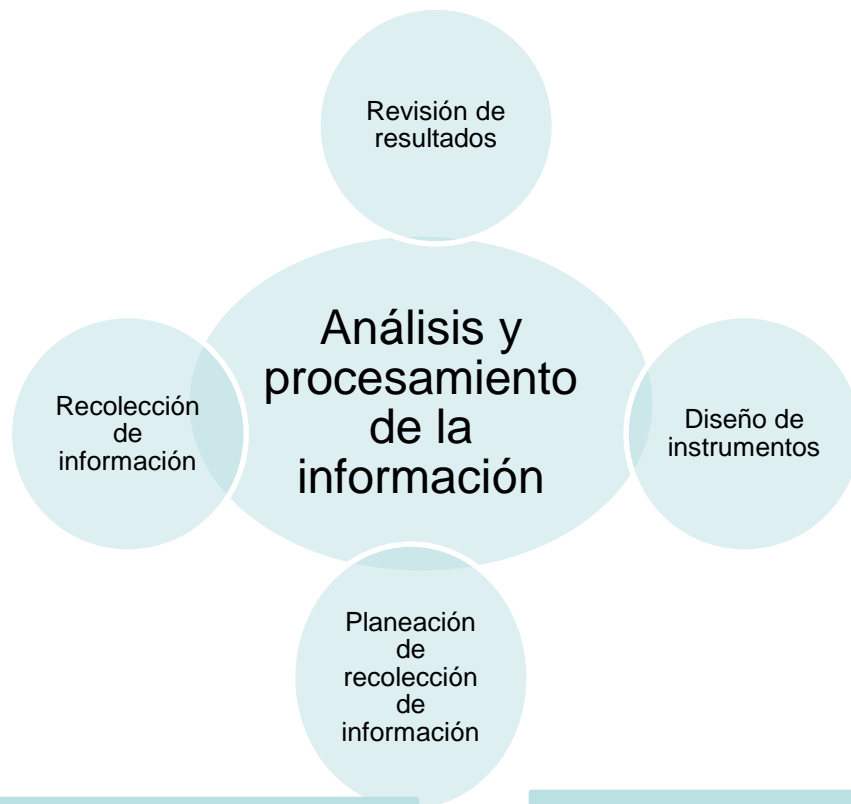 Revisión de
resultados
Análisis y
procesamiento
de la
información
Recolección
de
información
Diseño de
instrumentos
Planeación
de
recolección
de
información